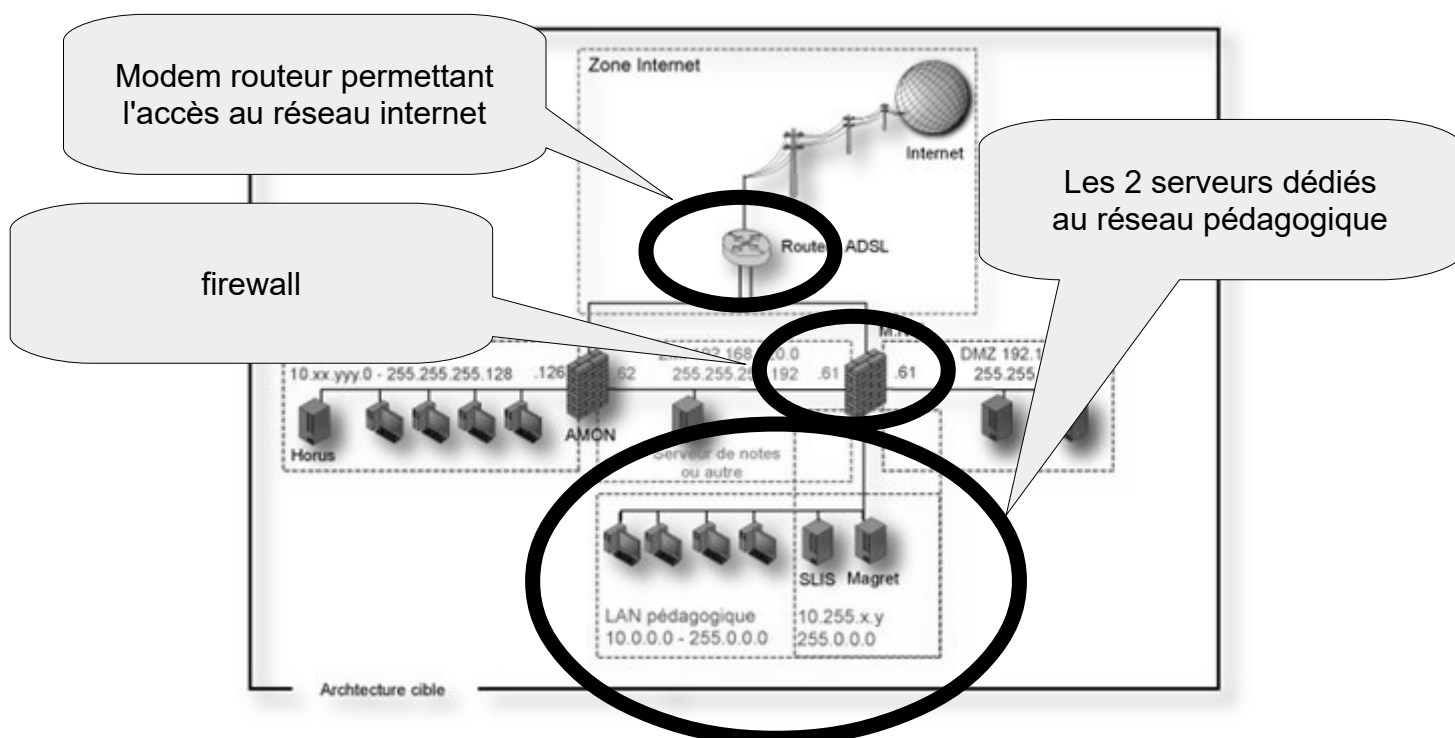 Modem routeur permettant
l'accès au réseau internet
Zone Internet
Internet
Les 2 serveurs dédiés
au réseau pédagogique
firewall
ADSL
10.xx.yyy.0 - 255.255.255.128
.126
.61
.61
DMZ
Horus
AMON
Serveur de notes
ou autre
SLIS
Magret
LAN pédagogique
10.0.0.0 - 255.0.0.0
10.255.x.y
255.0.0.0
Archtecture cible